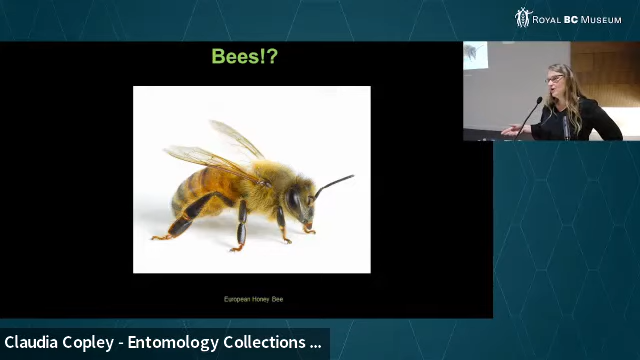 ROYAL BC MUSEUM
Bees!?
European Honey Bee
Claudia Copley - Entomology Collections ...